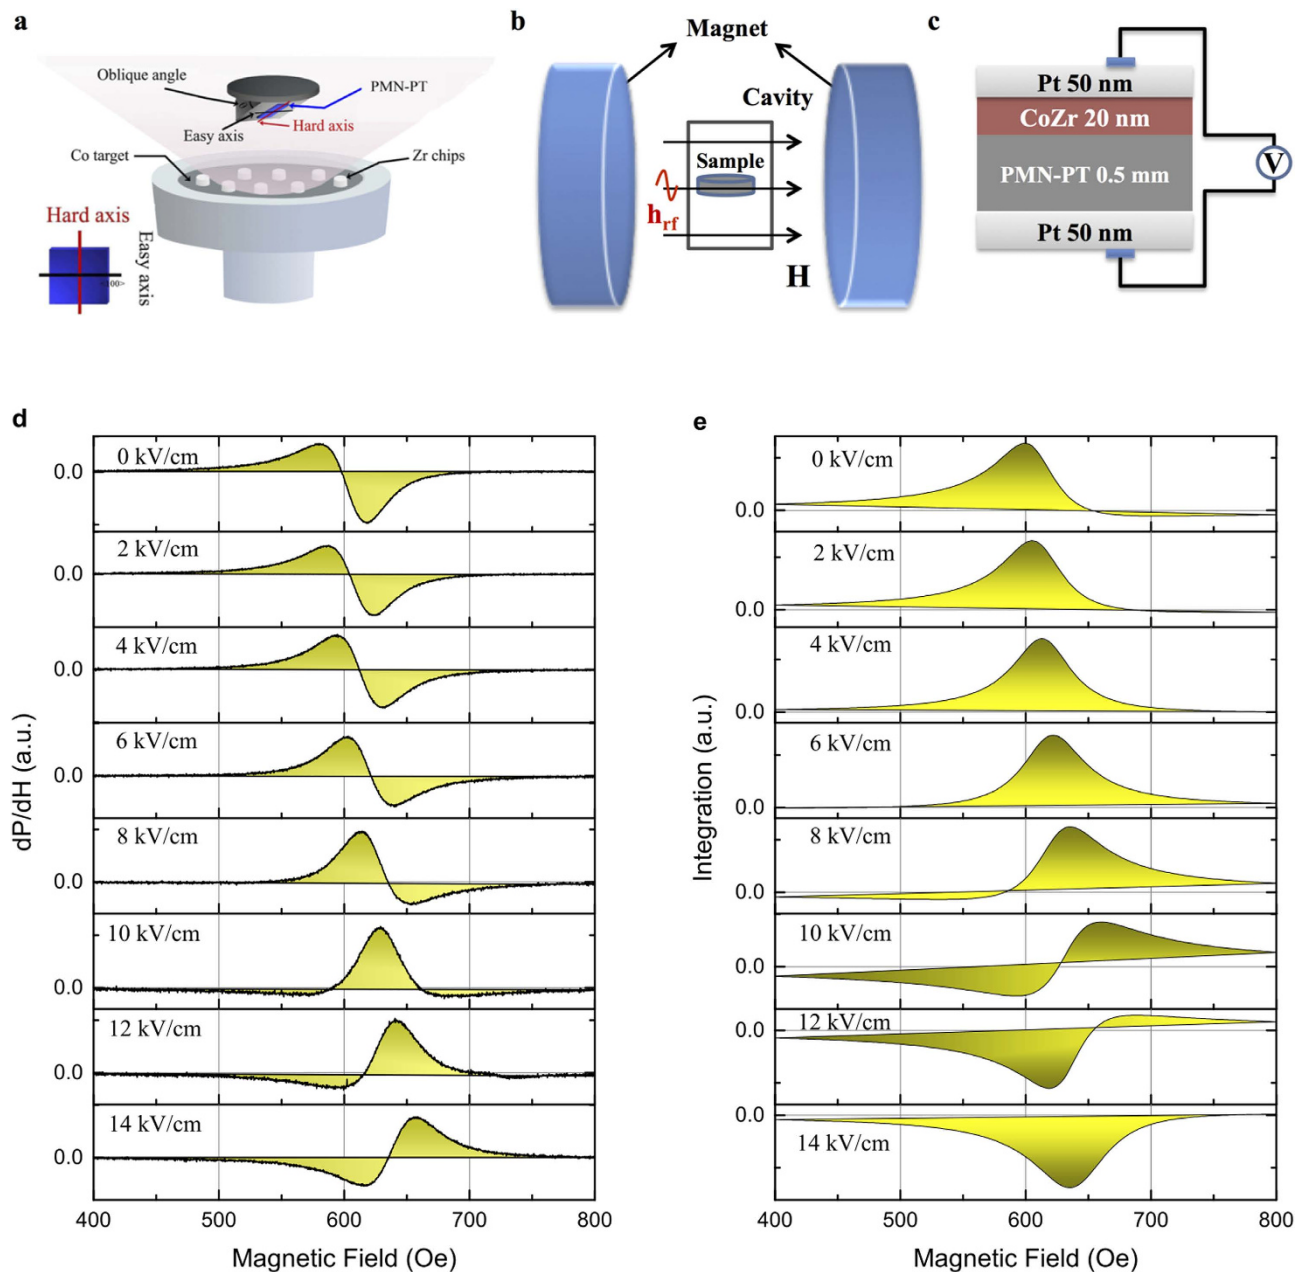 a
Oblique angle
PMN-PT
Easy axis
Hard axis
Co target
Zr chips
Hard axis
Easy axis
<100>
b
Magnet
Cavity
Sample
h_rf
H
c
Pt 50 nm
CoZr 20 nm
PMN-PT 0.5 mm
Pt 50 nm
V
d
dP/dH (a.u.)
0 kV/cm
0.0
2 kV/cm
0.0
4 kV/cm
0.0
6 kV/cm
0.0
8 kV/cm
0.0
10 kV/cm
0.0
12 kV/cm
0.0
14 kV/cm
0.0
400 500 600 700 800
Magnetic Field (Oe)
e
Integration (a.u.)
0 kV/cm
0.0
2 kV/cm
0.0
4 kV/cm
0.0
6 kV/cm
0.0
8 kV/cm
0.0
10 kV/cm
0.0
12 kV/cm
0.0
0.0
14 kV/cm
400 500 600 700 800
Magnetic Field (Oe)